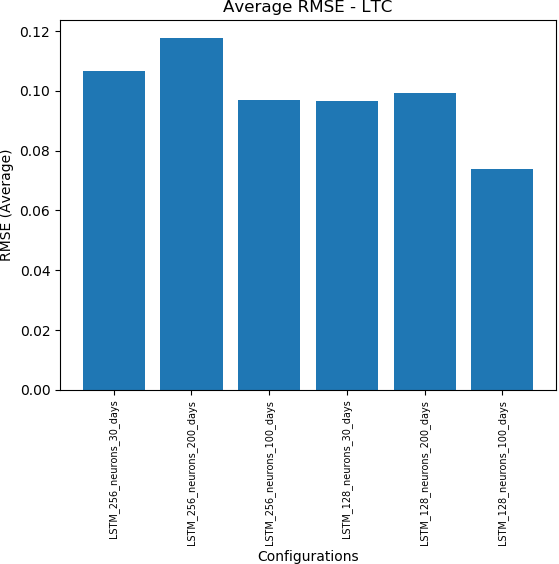 Average RMSE - LTC
RMSE (Average)
0.12
0.10
0.08
0.06
0.04
0.02
0.00
LSTM_256_neurons_30_days
LSTM_256_neurons_200_days
LSTM_256_neurons_100_days
LSTM_128_neurons_30_days
LSTM_128_neurons_200_days
LSTM_128_neurons_100_days
Configurations